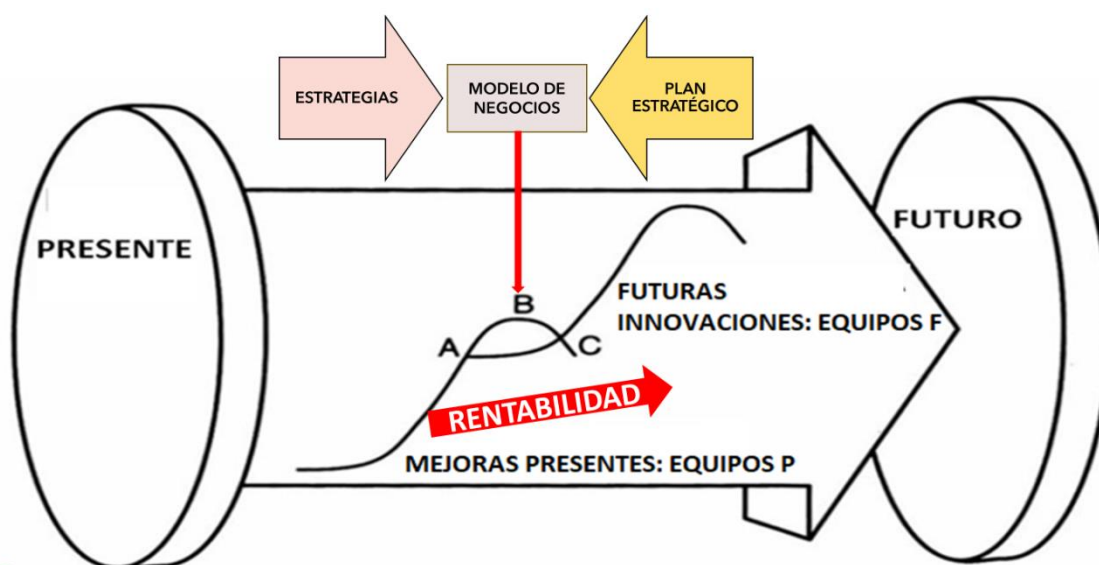 ESTRATEGIAS
MODELO DE
NEGOCIOS
PLAN
ESTRATÉGICO
PRESENTE
FUTURO
B
A
C
FUTURAS
INNOVACIONES: EQUIPOS F
RENTABILIDAD
MEJORAS PRESENTES: EQUIPOS P